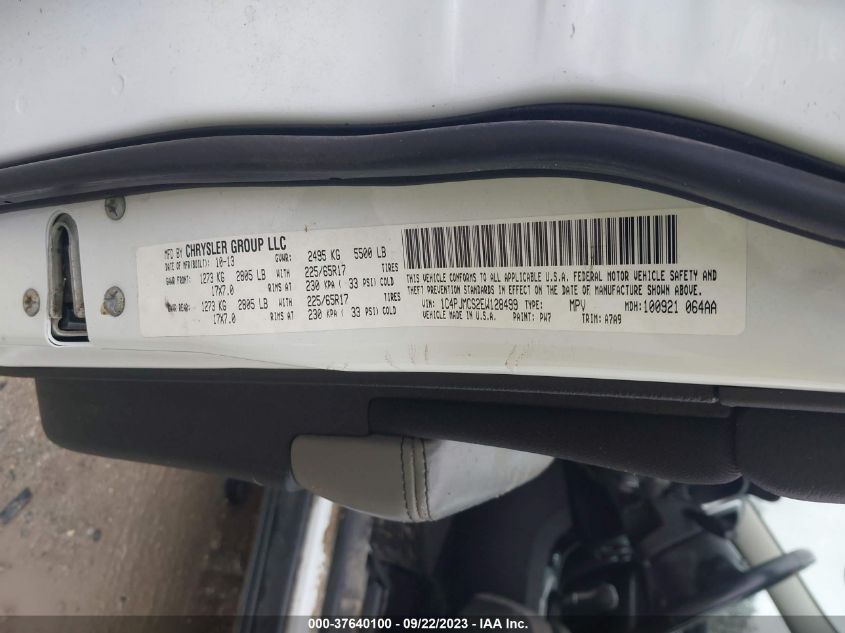 MFD BY CHRYSLER GROUP LLC
DATE OF MFR(BUILT): 10-13 GVWR: 2495 KG 5500 LB
GAWR FRONT: 1273 KG 2805 LB WITH 225/65R17 TIRES
17X7.0 RIMS AT 230 KPA ( 33 PSI) COLD
GAWR REAR: 1273 KG 2805 LB WITH 225/65R17 TIRES
17X7.0 RIMS AT 230 KPA ( 33 PSI) COLD
THIS VEHICLE CONFORMS TO ALL APPLICABLE U.S.A. FEDERAL MOTOR VEHICLE SAFETY AND
THEFT PREVENTION STANDARDS IN EFFECT ON THE DATE OF MANUFACTURE SHOWN ABOVE.
VIN: 1C4PJMCS2EW128499 TYPE: MPV MDH: 100921 064AA
VEHICLE MADE IN U.S.A. PAINT: PW7 TRIM: A7A9
000-37640100 - 09/22/2023 - IAA Inc.